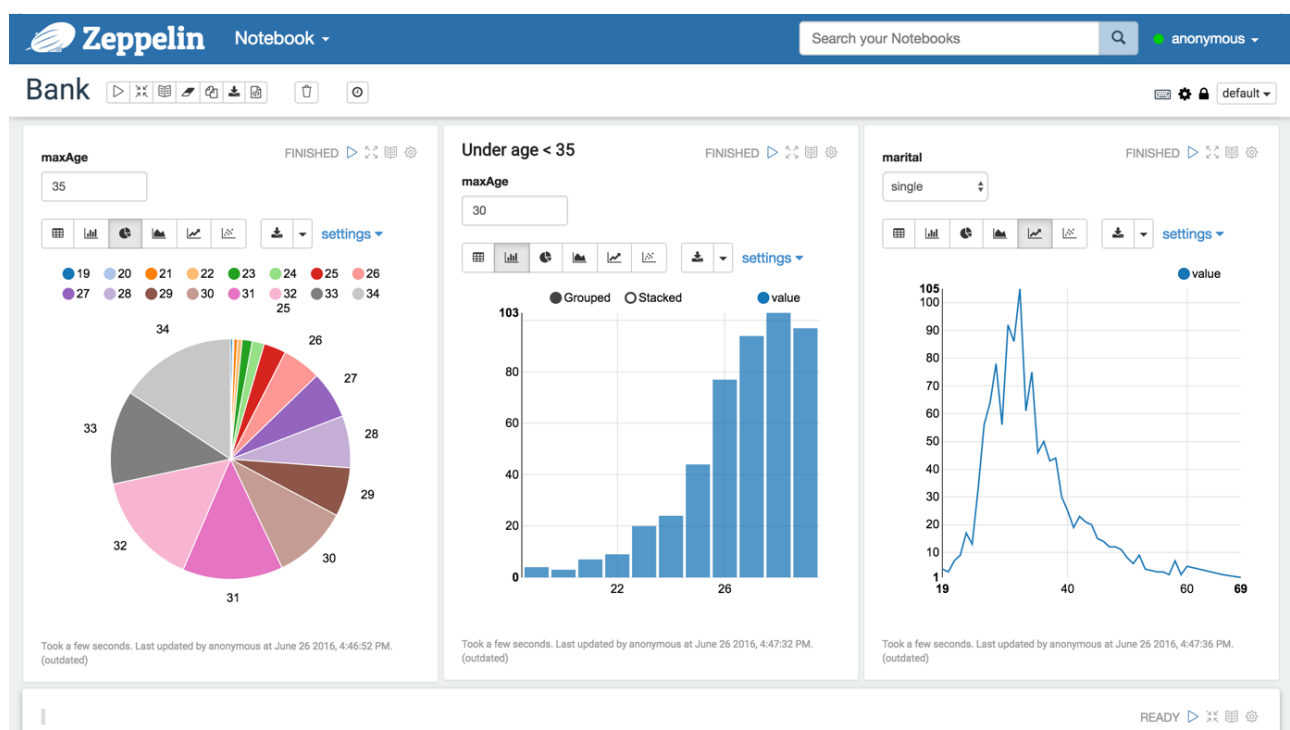 Zeppelin Notebook Search your Notebooks anonymous
Bank default
maxAge FINISHED
35
settings
19 20 21 22 23 24 25 26
27 28 29 30 31 32 33 34
25
34 26
27
33 28
29
32 30
31
Took a few seconds. Last updated by anonymous at June 26 2016, 4:46:52 PM.
(outdated)
Under age < 35 FINISHED
maxAge
30
settings
Grouped Stacked value
103
80
60
40
20
0
22 26
Took a few seconds. Last updated by anonymous at June 26 2016, 4:47:32 PM.
(outdated)
marital FINISHED
single
settings
value
105
100
90
80
70
60
50
40
30
20
10
1
19 40 60 69
Took a few seconds. Last updated by anonymous at June 26 2016, 4:47:36 PM.
(outdated)
READY